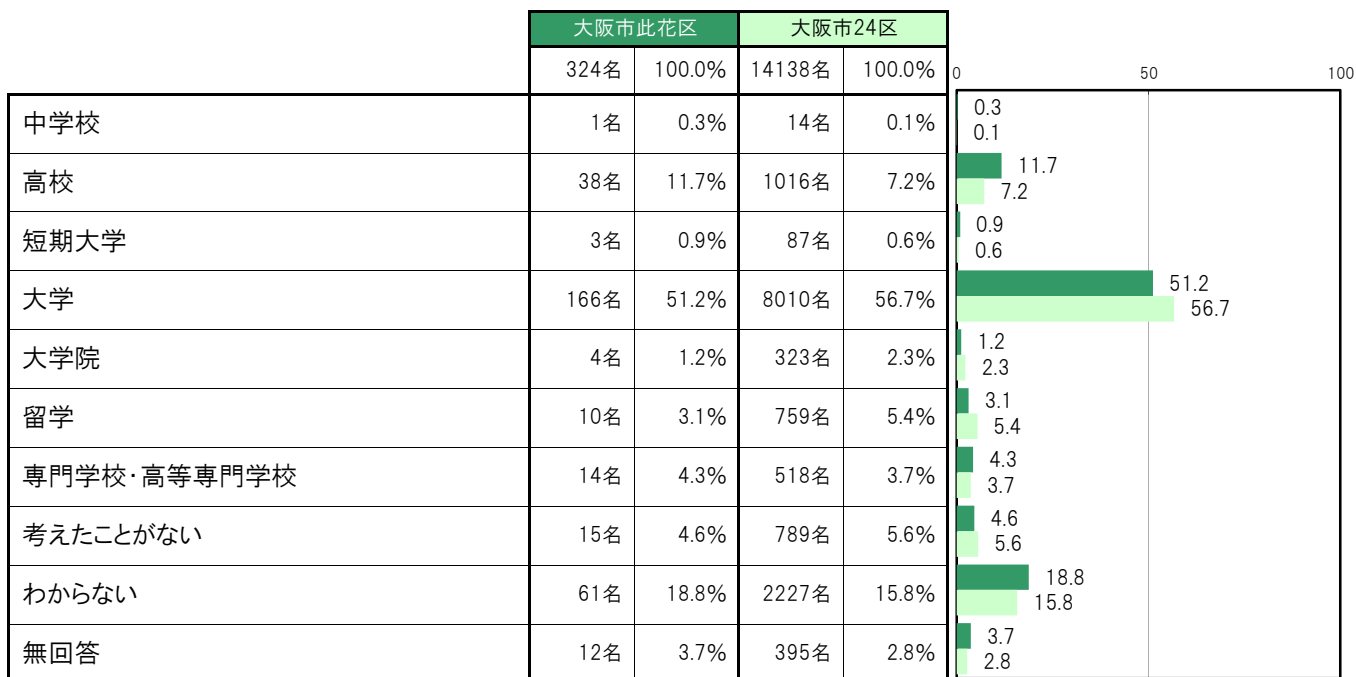 大阪市此花区 大阪市24区
324名 100.0% 14138名 100.0% 0 50 100
中学校 1名 0.3% 14名 0.1% 0.3
0.1
高校 38名 11.7% 1016名 7.2% 11.7
7.2
短期大学 3名 0.9% 87名 0.6% 0.9
0.6
大学 166名 51.2% 8010名 56.7% 51.2
56.7
大学院 4名 1.2% 323名 2.3% 1.2
2.3
留学 10名 3.1% 759名 5.4% 3.1
5.4
専門学校・高等専門学校 14名 4.3% 518名 3.7% 4.3
3.7
考えたことがない 15名 4.6% 789名 5.6% 4.6
5.6
わからない 61名 18.8% 2227名 15.8% 18.8
15.8
無回答 12名 3.7% 395名 2.8% 3.7
2.8